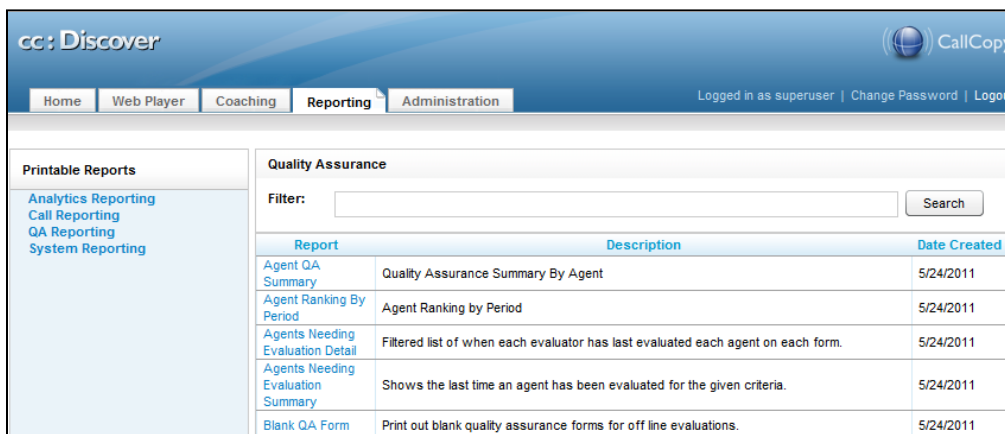 cc: Discover
CallCopy
Home Web Player Coaching Reporting Administration
Logged in as superuser | Change Password |
Printable Reports
Analytics Reporting
Call Reporting
QA Reporting
System Reporting
Quality Assurance
Filter: Search
Report Description Date Created
Agent QA
Summary
Quality Assurance Summary By Agent 5/24/2011
Agent Ranking By
Period
Agent Ranking by Period 5/24/2011
Agents Needing
Evaluation Detail
Filtered list of when each evaluator has last evaluated each agent on each form. 5/24/2011
Agents Needing
Evaluation
Summary
Shows the last time an agent has been evaluated for the given criteria. 5/24/2011
Blank QA Form Print out blank quality assurance forms for off line evaluations. 5/24/2011